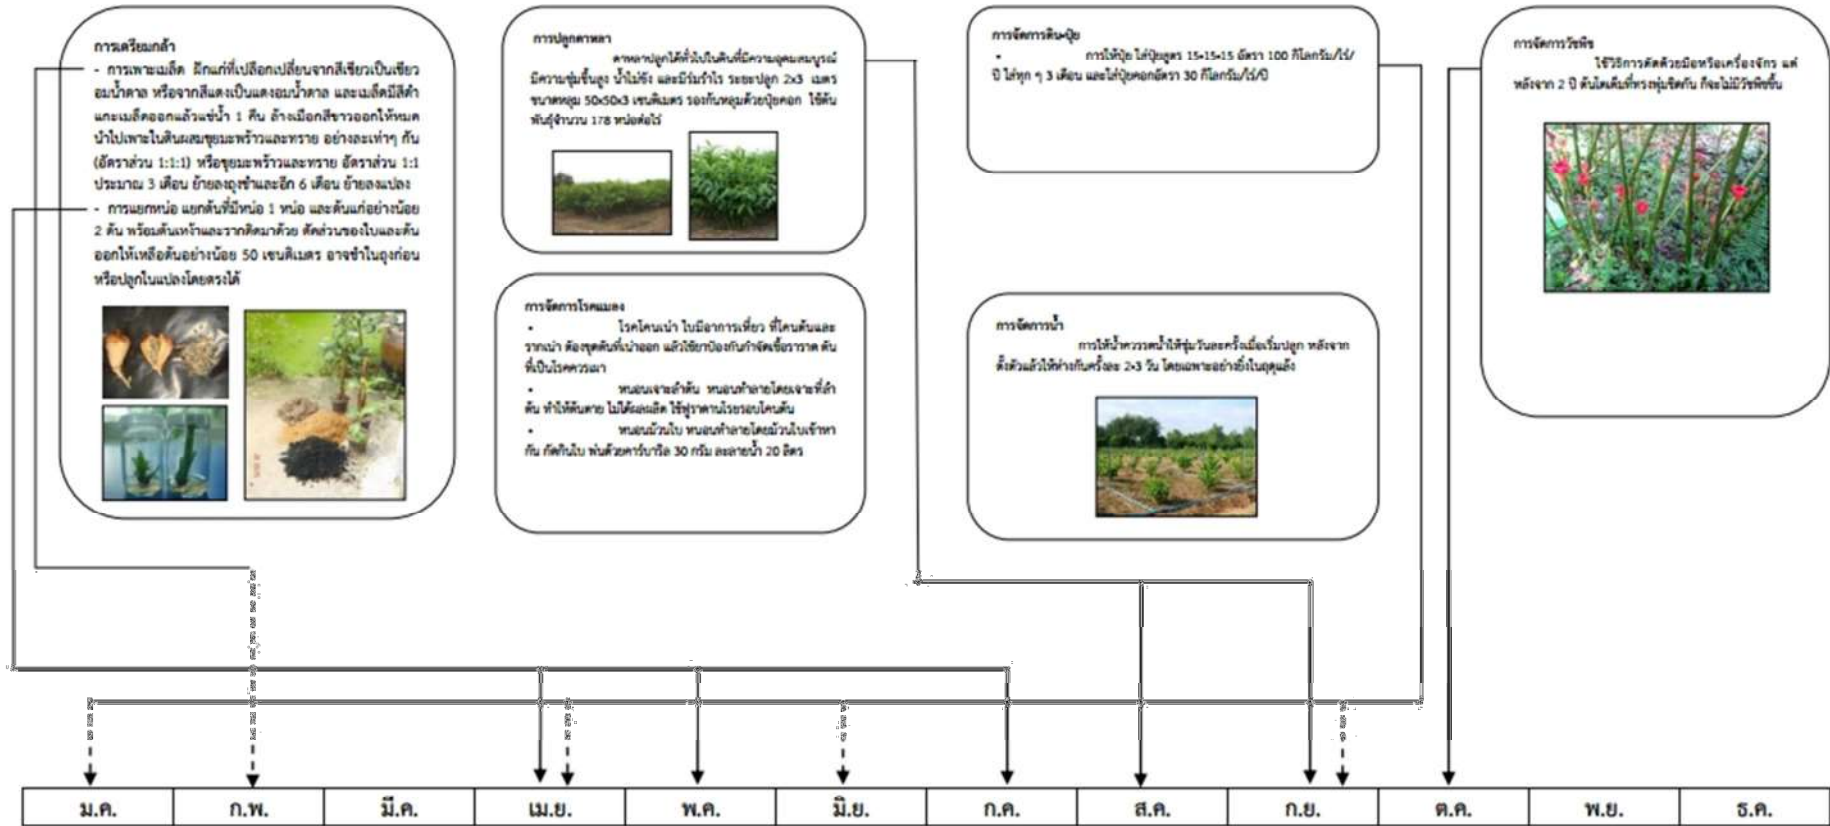 การเตรียมกล้า
- การเพาะเมล็ด ฝักแก่ที่เปลือกเปลี่ยนจากสีเขียวเป็นเขียว
อมน้ำตาล หรือจากสีแดงเป็นแดงอมน้ำตาล และเมล็ดมีสีดำ
แกะเมล็ดออกแล้วแช่น้ำ 1 คืน ล้างเมือกสีขาวออกให้หมด
นำไปเพาะในดินผสมขุยมะพร้าวและทราย อย่างละเท่าๆ กัน
(อัตราส่วน 1:1:1) หรือขุยมะพร้าวและทราย อัตราส่วน 1:1
ประมาณ 3 เดือน ย้ายลงถุงชำและอีก 6 เดือน ย้ายลงแปลง
- การแยกหน่อ แยกต้นที่มีหน่อ 1 หน่อ และต้นแก่อย่างน้อย
2 ต้น พร้อมต้นเหง้าและรากติดมาด้วย ตัดส่วนของใบและต้น
ออกให้เหลือต้นอย่างน้อย 50 เซนติเมตร อาจชำในถุงก่อน
หรือปลูกในแปลงโดยตรงได้
การปลูกดาหลา
ดาหลาปลูกได้ทั่วไปในดินที่มีความอุดมสมบูรณ์
มีความชุ่มชื้นสูง น้ำไม่ขัง และมีร่มรำไร ระยะปลูก 2x3 เมตร
ขนาดหลุม 50x50x3 เซนติเมตร รองก้นหลุมด้วยปุ๋ยคอก ใช้ต้น
พันธุ์จำนวน 178 หน่อต่อไร่
การจัดการโรคแมลง
• โรคโคนเน่า ใบมีอาการเหี่ยว ที่โคนต้นและ
รากเน่า ต้องขุดต้นที่เน่าออก แล้วใช้ยาป้องกันกำจัดเชื้อราราด ต้น
ที่เป็นโรคควรเผา
• หนอนเจาะลำต้น หนอนทำลายโดยเจาะที่ลำ
ต้น ทำให้ต้นตาย ไม่ได้ผลผลิต ใช้ฟูราดานโรยรอบโคนต้น
• หนอนม้วนใบ หนอนทำลายโดยม้วนใบเข้าหา
กัน กัดกินใบ พ่นด้วยคาร์บาริล 30 กรัม ละลายน้ำ 20 ลิตร
การจัดการดิน-ปุ๋ย
• การให้ปุ๋ย ใส่ปุ๋ยสูตร 15-15-15 อัตรา 100 กิโลกรัม/ไร่/
ปี ใส่ทุก ๆ 3 เดือน และใส่ปุ๋ยคอกอัตรา 30 กิโลกรัม/ไร่/ปี
การจัดการน้ำ
การให้น้ำควรรดน้ำให้ชุ่มวันละครั้งเมื่อเริ่มปลูก หลังจาก
ตั้งตัวแล้วให้ห่างกันครั้งละ 2-3 วัน โดยเฉพาะอย่างยิ่งในฤดูแล้ง
การจัดการวัชพืช
ใช้วิธีการตัดด้วยมือหรือเครื่องจักร แต่
หลังจาก 2 ปี ต้นโตเต็มที่ทรงพุ่มชิดกัน ก็จะไม่มีวัชพืชขึ้น
ม.ค. ก.พ. มี.ค. เม.ย. พ.ค. มิ.ย. ก.ค. ส.ค. ก.ย. ต.ค. พ.ย. ธ.ค.